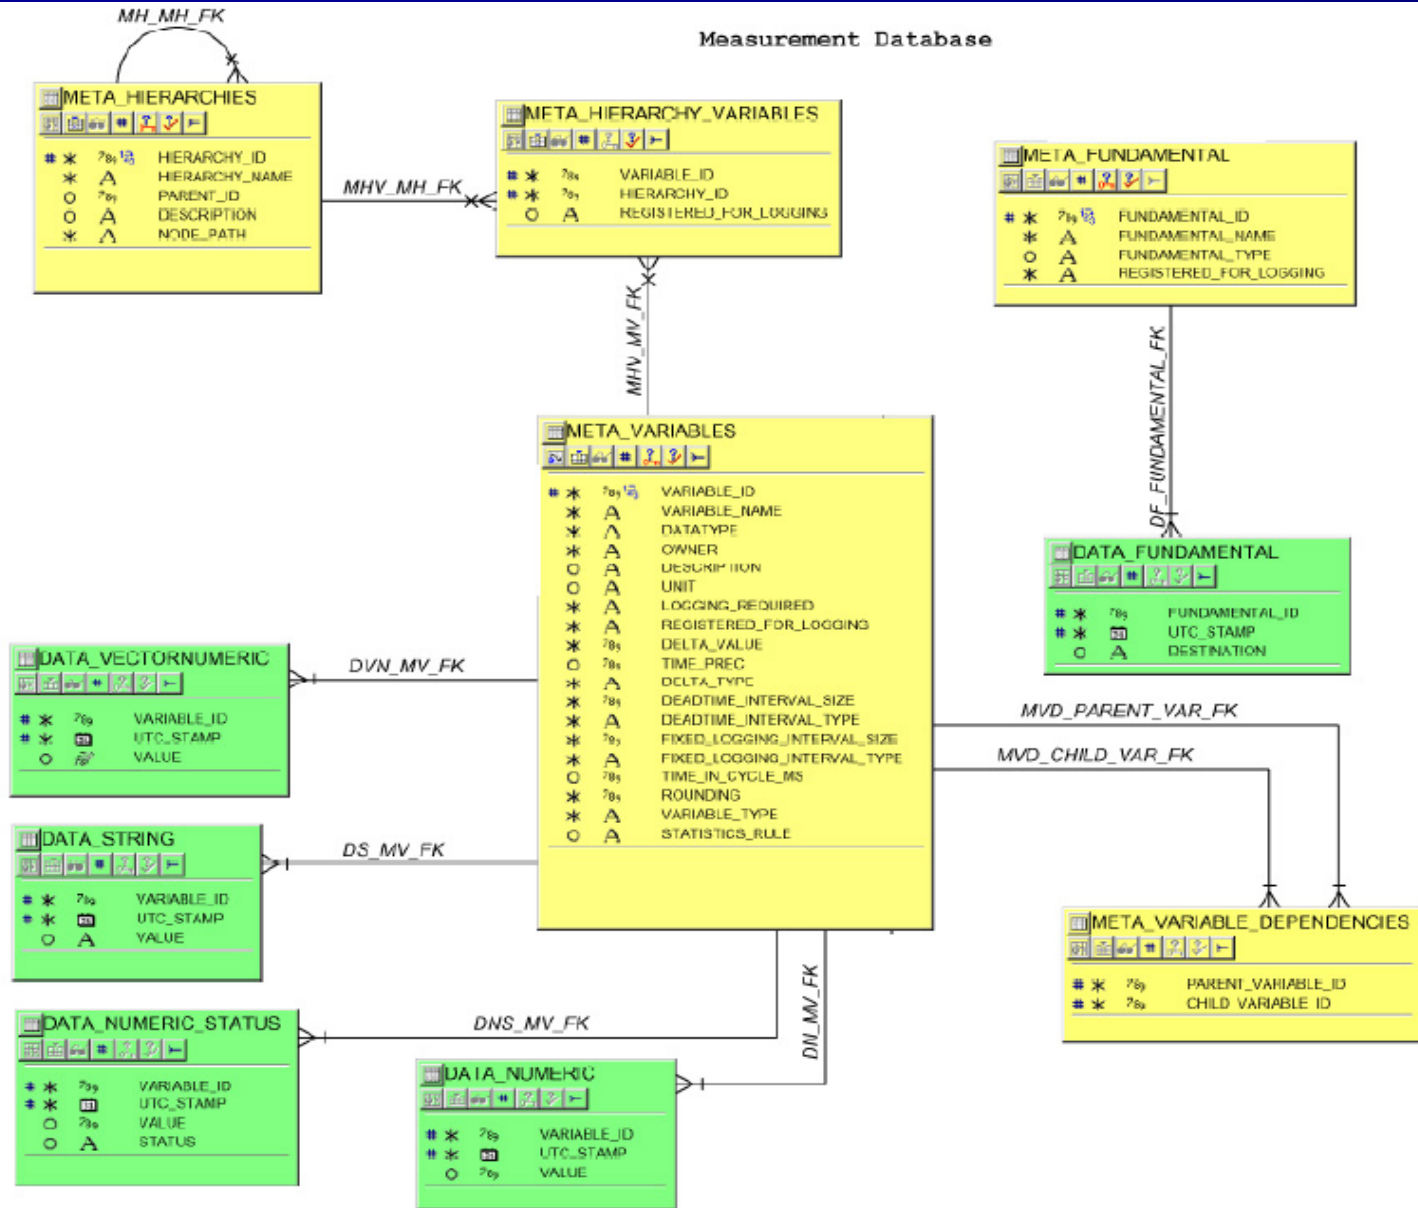 MH_MH_FK
Measurement Database
META_HIERARCHIES
HIERARCHY_ID
HIERARCHY_NAME
PARENT_ID
DESCRIPTION
NODE_PATH
MHV_MH_FK
META_HIERARCHY_VARIABLES
VARIABLE_ID
HIERARCHY_ID
REGISTERED_FOR_LOGGING
META_FUNDAMENTAL
FUNDAMENTAL_ID
FUNDAMENTAL_NAME
FUNDAMENTAL_TYPE
REGISTERED_FOR_LOGGING
MHV_MV_FK
DF_FUNDAMENTAL_FK
META_VARIABLES
VARIABLE_ID
VARIABLE_NAME
DATATYPE
OWNER
DESCRIPTION
UNIT
LOGGING_REQUIRED
REGISTERED_FOR_LOGGING
DELTA_VALUE
TIME_PREC
DELTA_TYPE
DEADTIME_INTERVAL_SIZE
DEADTIME_INTERVAL_TYPE
FIXED_LOGGING_INTERVAL_SIZE
FIXED_LOGGING_INTERVAL_TYPE
TIME_IN_CYCLE_MS
ROUNDING
VARIABLE_TYPE
STATISTICS_RULE
DATA_FUNDAMENTAL
FUNDAMENTAL_ID
UTC_STAMP
DESTINATION
DATA_VECTORNUMERIC
VARIABLE_ID
UTC_STAMP
VALUE
DVN_MV_FK
MVD_PARENT_VAR_FK
MVD_CHILD_VAR_FK
DATA_STRING
VARIABLE_ID
UTC_STAMP
VALUE
DS_MV_FK
META_VARIABLE_DEPENDENCIES
PARENT_VARIABLE_ID
CHILD_VARIABLE_ID
DATA_NUMERIC_STATUS
VARIABLE_ID
UTC_STAMP
VALUE
STATUS
DNS_MV_FK
DN_MV_FK
DATA_NUMERIC
VARIABLE_ID
UTC_STAMP
VALUE